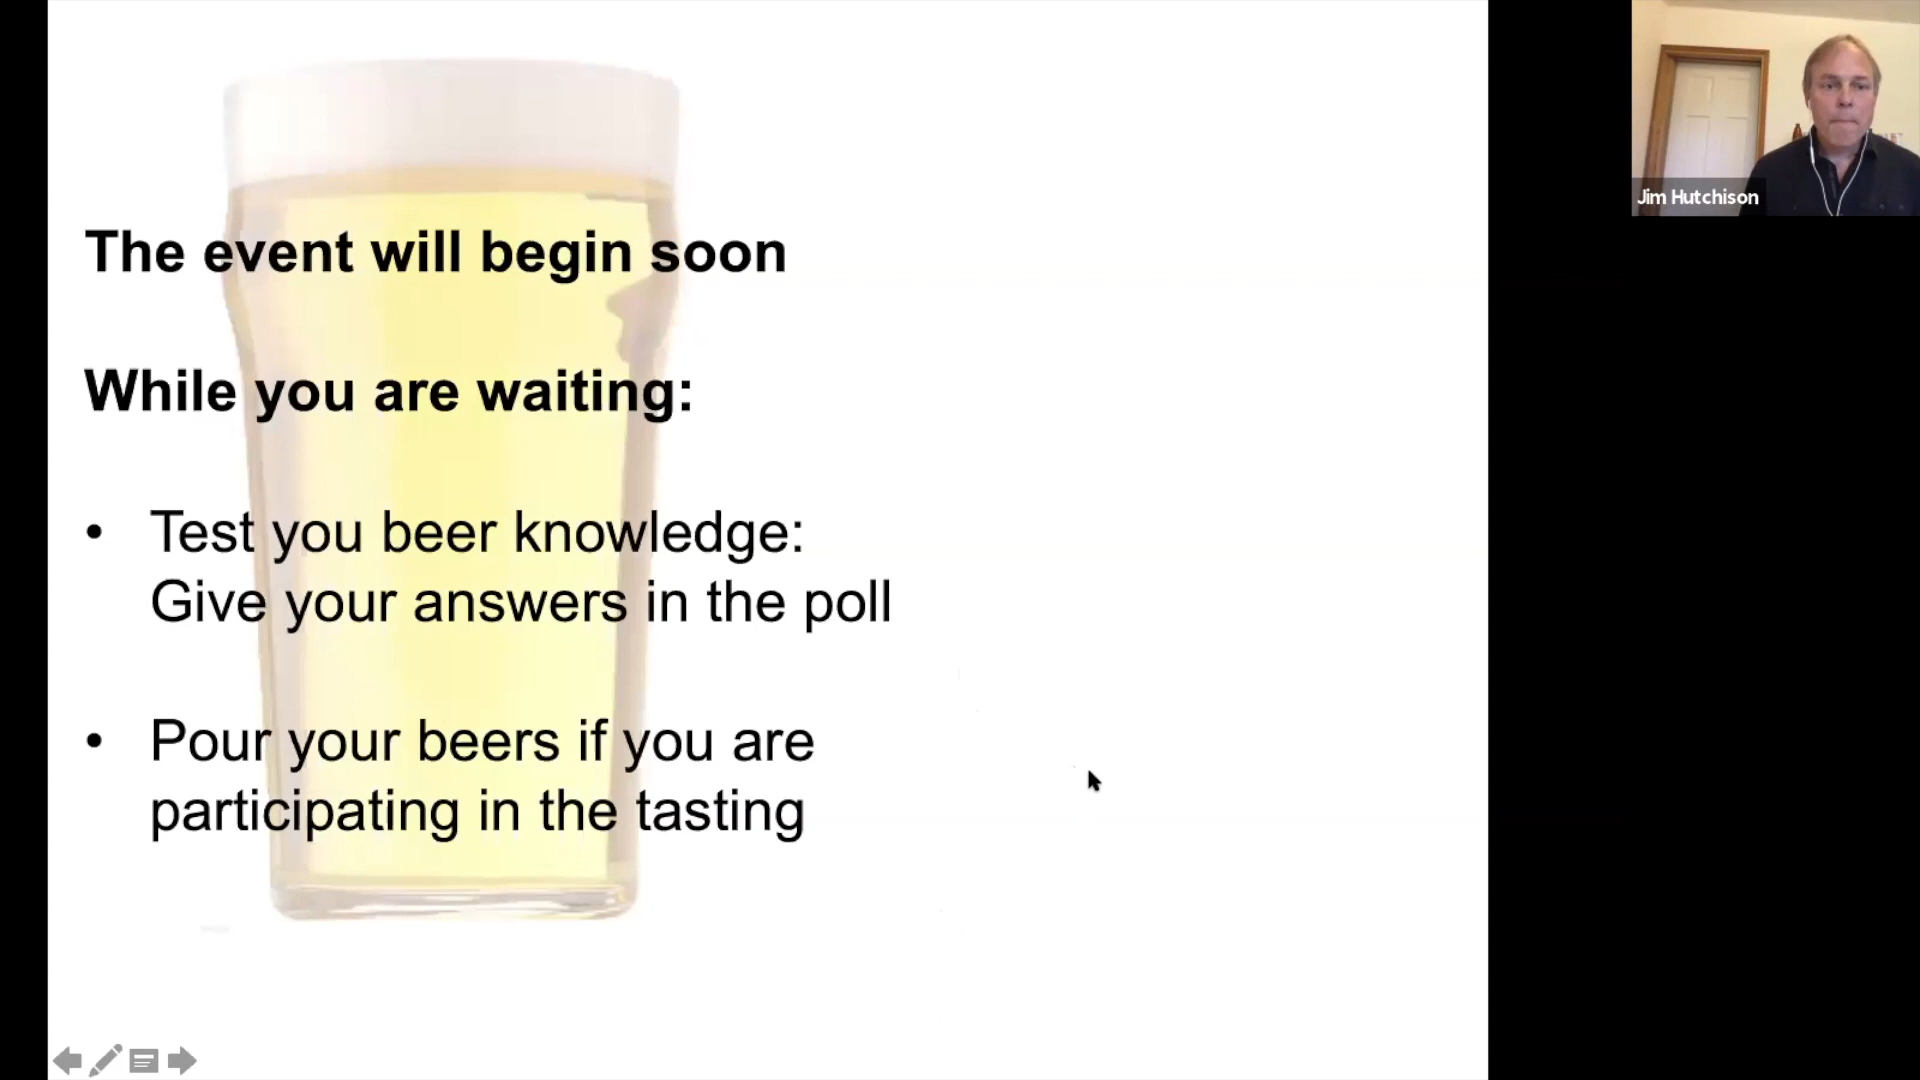 The event will begin soon
While you are waiting:
• Test you beer knowledge:
Give your answers in the poll
• Pour your beers if you are
participating in the tasting
Jim Hutchison